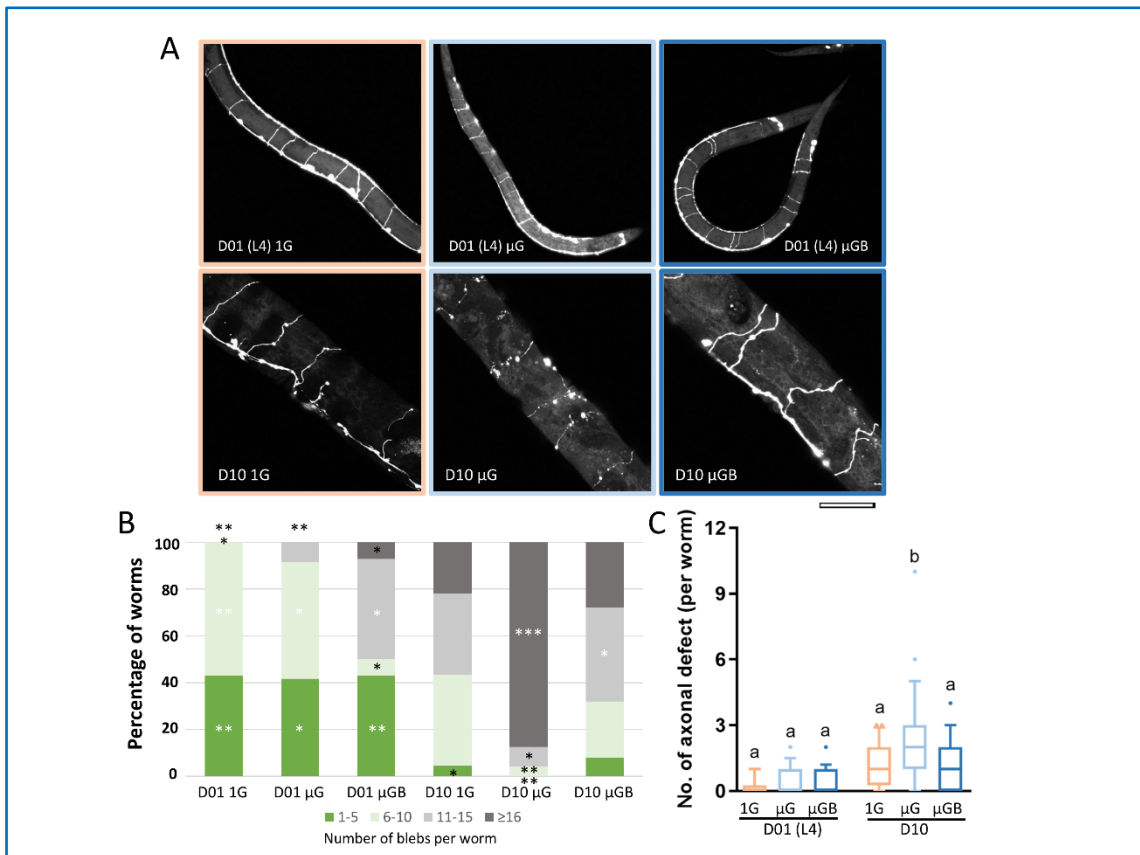 A
D01 (L4) 1G
D01 (L4) µG
D01 (L4) µGB
D10 1G
D10 µG
D10 µGB
B
Percentage of worms
100
80
60
40
20
0
** **
*
*
** * *
***
*
*
** * **
*
*
**
**
D01 1G D01 µG D01 µGB D10 1G D10 µG D10 µGB
1-5 6-10 11-15 ≥16
Number of blebs per worm
C
No. of axonal defect (per worm)
12
9
6
3
0
a a a a b a
1G µG µGB 1G µG µGB
D01 (L4) D10